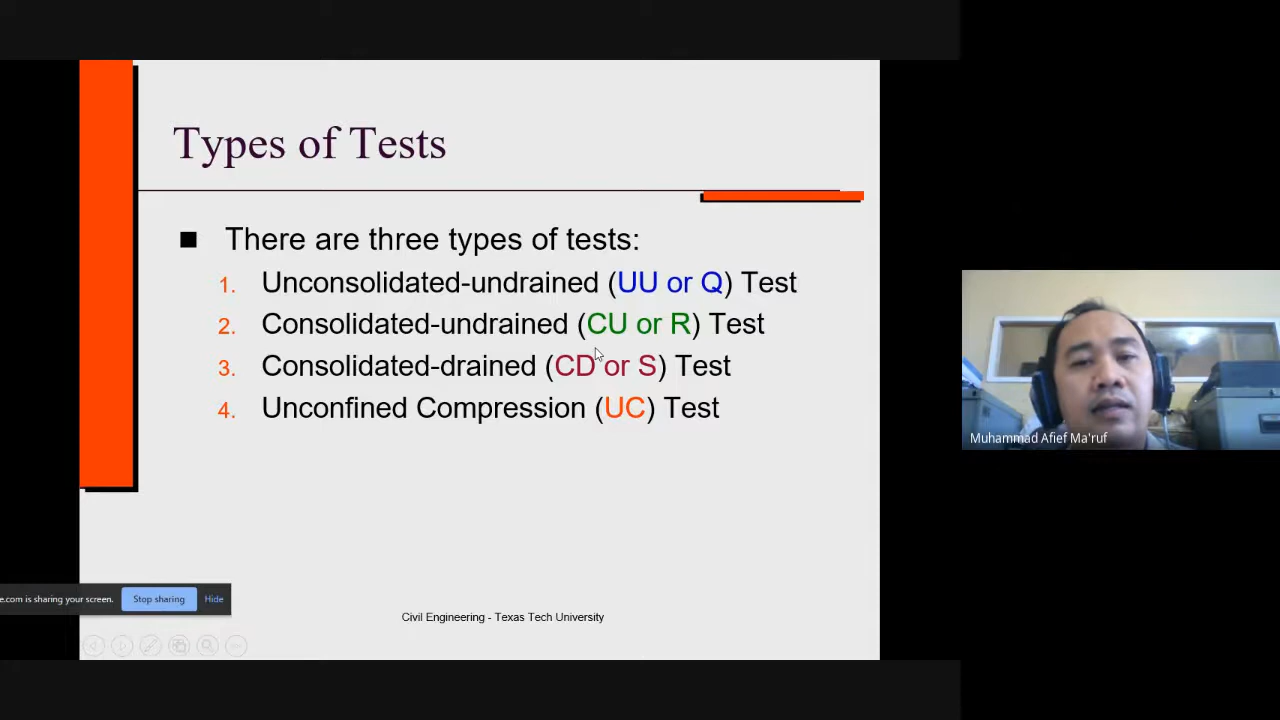 Types of Tests
There are three types of tests:
1. Unconsolidated-undrained (UU or Q) Test
2. Consolidated-undrained (CU or R) Test
3. Consolidated-drained (CD or S) Test
4. Unconfined Compression (UC) Test
Muhammad Afief Ma'ruf
e.com is sharing your screen. Stop sharing Hide
Civil Engineering - Texas Tech University